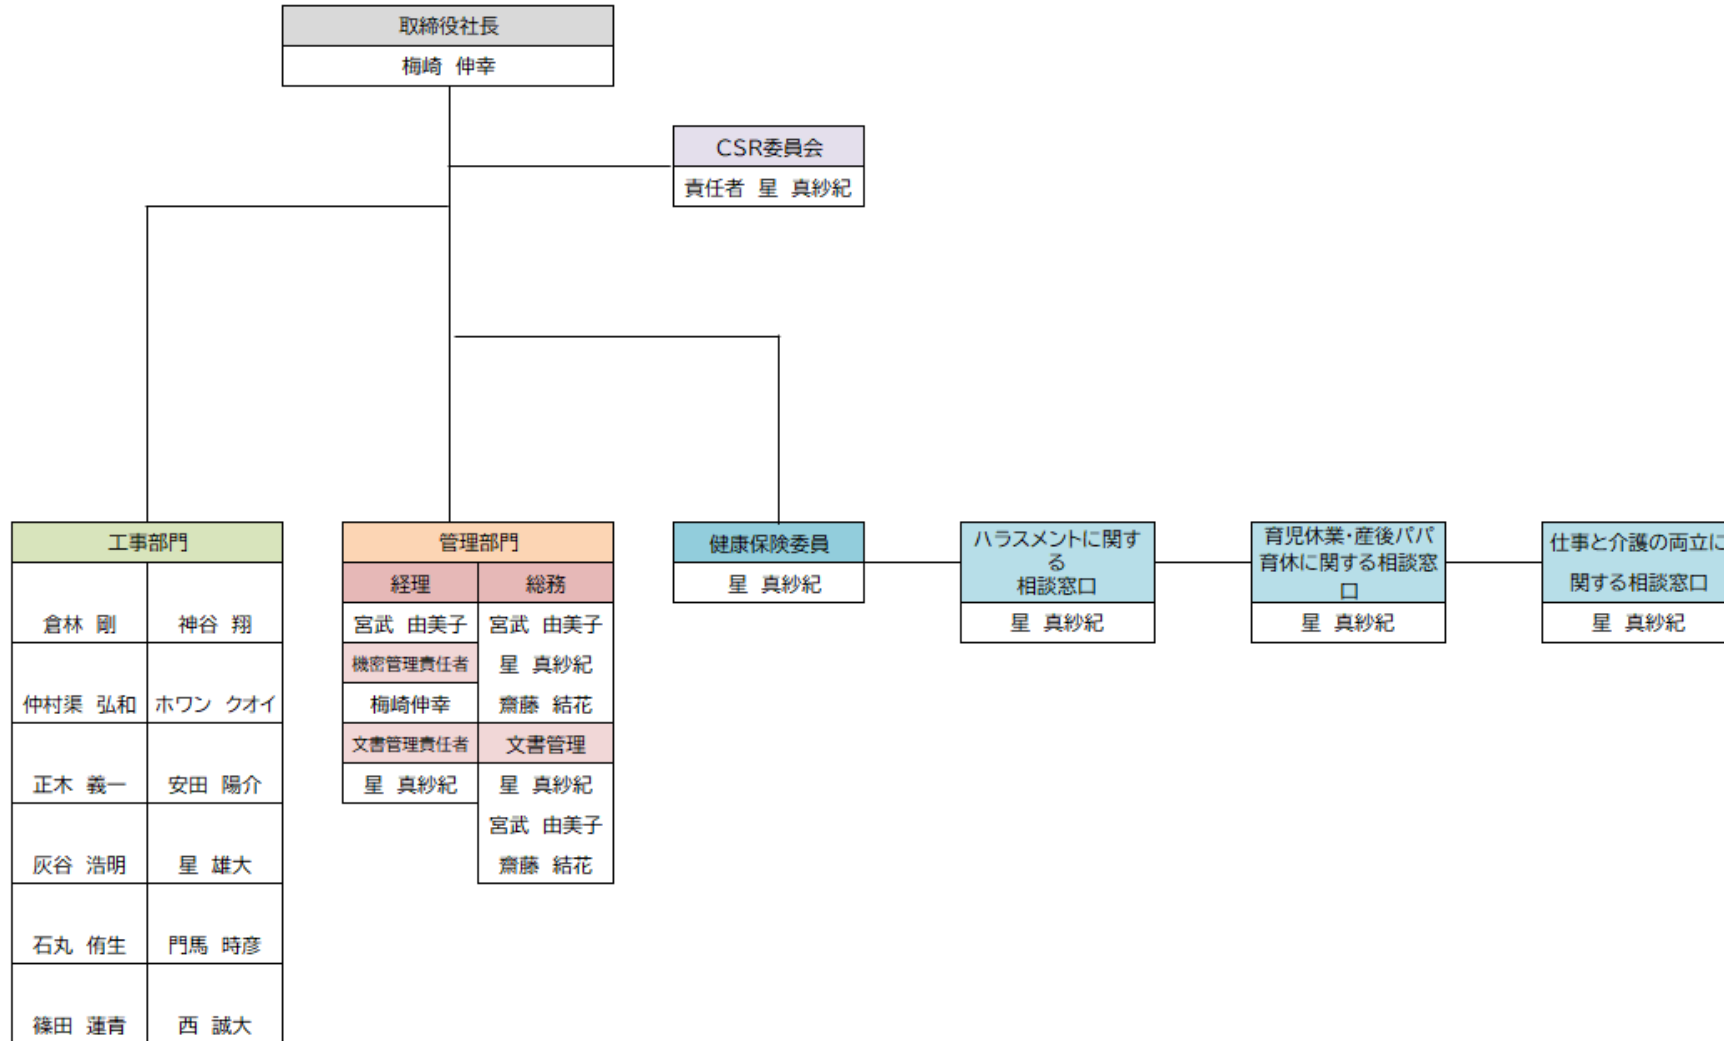 取締役社長
梅崎 伸幸
CSR委員会
責任者 星 真紗紀
工事部門
倉林 剛 神谷 翔
仲村渠 弘和 ホワン クオイ
正木 義一 安田 陽介
灰谷 浩明 星 雄大
石丸 侑生 門馬 時彦
篠田 蓮青 西 誠大
管理部門
経理 総務
宮武 由美子 宮武 由美子
機密管理責任者 星 真紗紀
梅崎伸幸 齋藤 結花
文書管理責任者 文書管理
星 真紗紀 星 真紗紀
宮武 由美子
齋藤 結花
健康保険委員
星 真紗紀
ハラスメントに関す
る
相談窓口
星 真紗紀
育児休業・産後パパ
育休に関する相談窓
口
星 真紗紀
仕事と介護の両立に
関する相談窓口
星 真紗紀